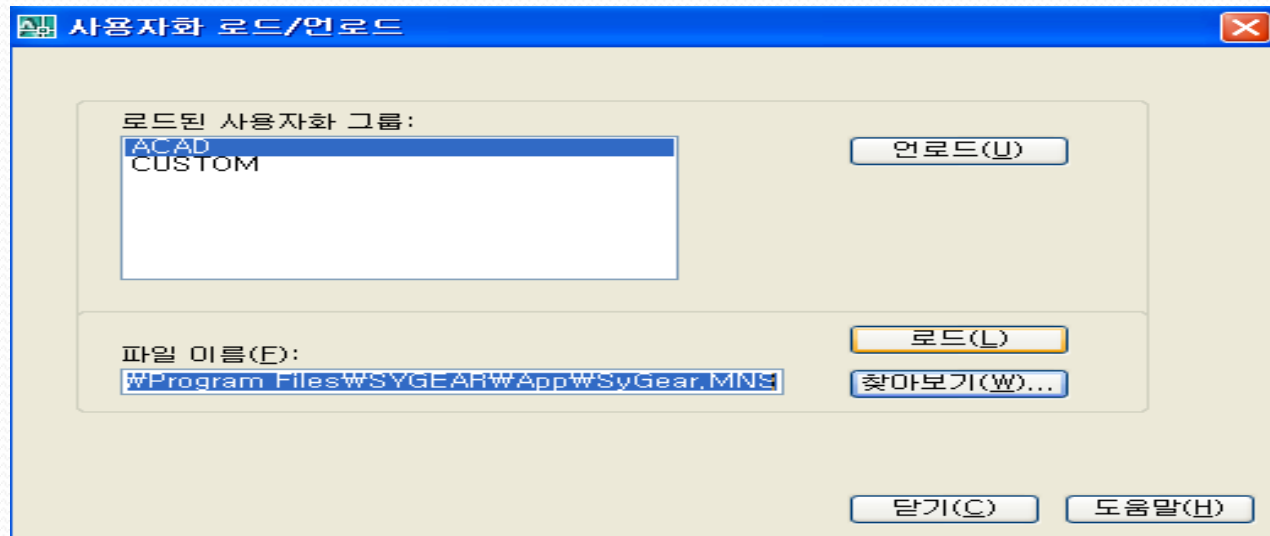 사용자화 로드/언로드
로드된 사용자화 그룹:
ACAD
CUSTOM
언로드(U)
로드(L)
파일 이름(F):
₩Program Files₩SYGEAR₩App₩SyGear.MNS
찾아보기(W)...
닫기(C)
도움말(H)